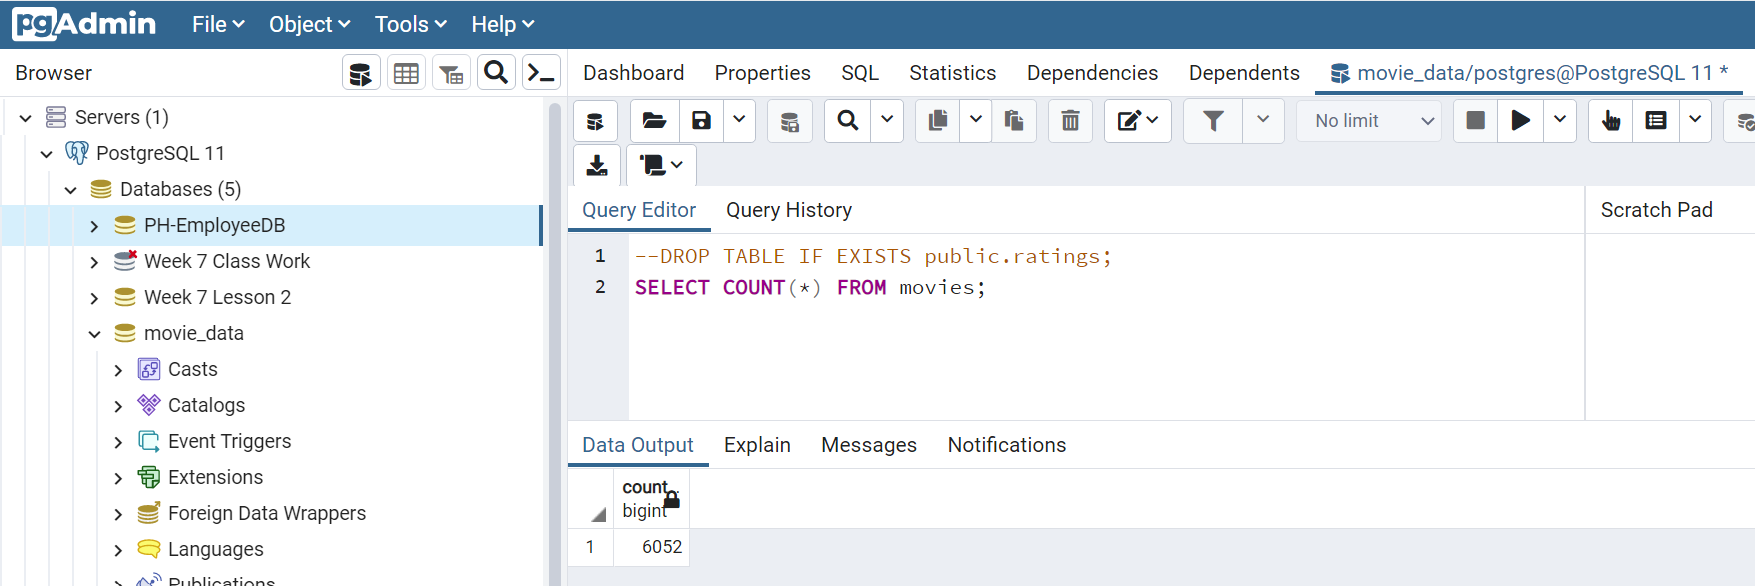 pgAdmin File Object Tools Help
Browser
Dashboard Properties SQL Statistics Dependencies Dependents movie_data/postgres@PostgreSQL 11 *
Servers (1)
PostgreSQL 11
Databases (5)
PH-EmployeeDB
Week 7 Class Work
Week 7 Lesson 2
movie_data
Casts
Catalogs
Event Triggers
Extensions
Foreign Data Wrappers
Languages
Publications
No limit
Query Editor Query History
Scratch Pad
1 --DROP TABLE IF EXISTS public.ratings;
2 SELECT COUNT(*) FROM movies;
Data Output Explain Messages Notifications
count
bigint
1 6052